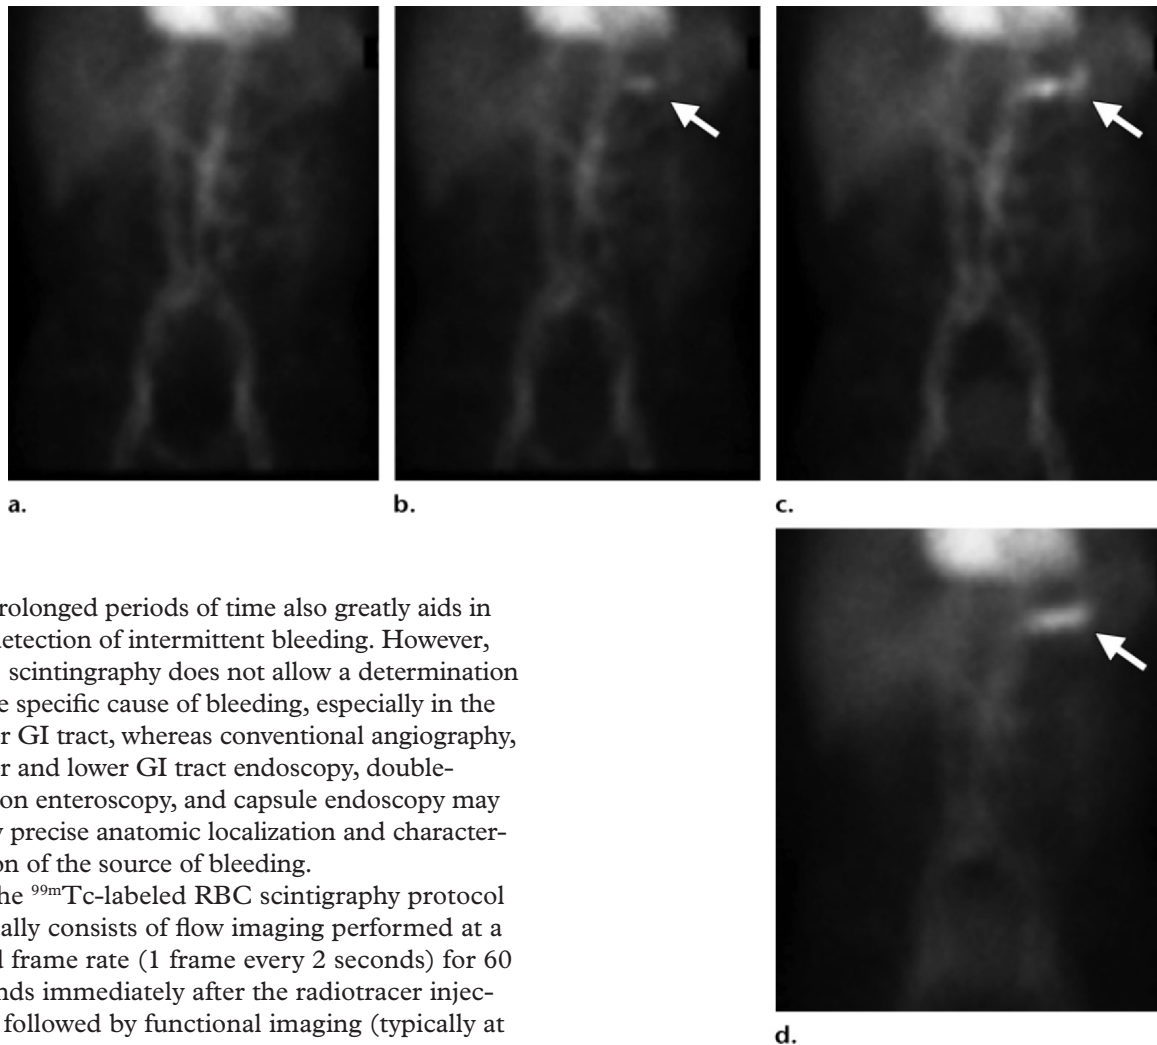 a.
b.
c.
rolonged periods of time also greatly aids in
etection of intermittent bleeding. However,
scintingraphy does not allow a determination
e specific cause of bleeding, especially in the
r GI tract, whereas conventional angiography,
r and lower GI tract endoscopy, double-
on enteroscopy, and capsule endoscopy may
precise anatomic localization and character-
on of the source of bleeding.
he 99mTc-labeled RBC scintigraphy protocol
ally consists of flow imaging performed at a
frame rate (1 frame every 2 seconds) for 60
nds immediately after the radiotracer injec-
followed by functional imaging (typically at
d.